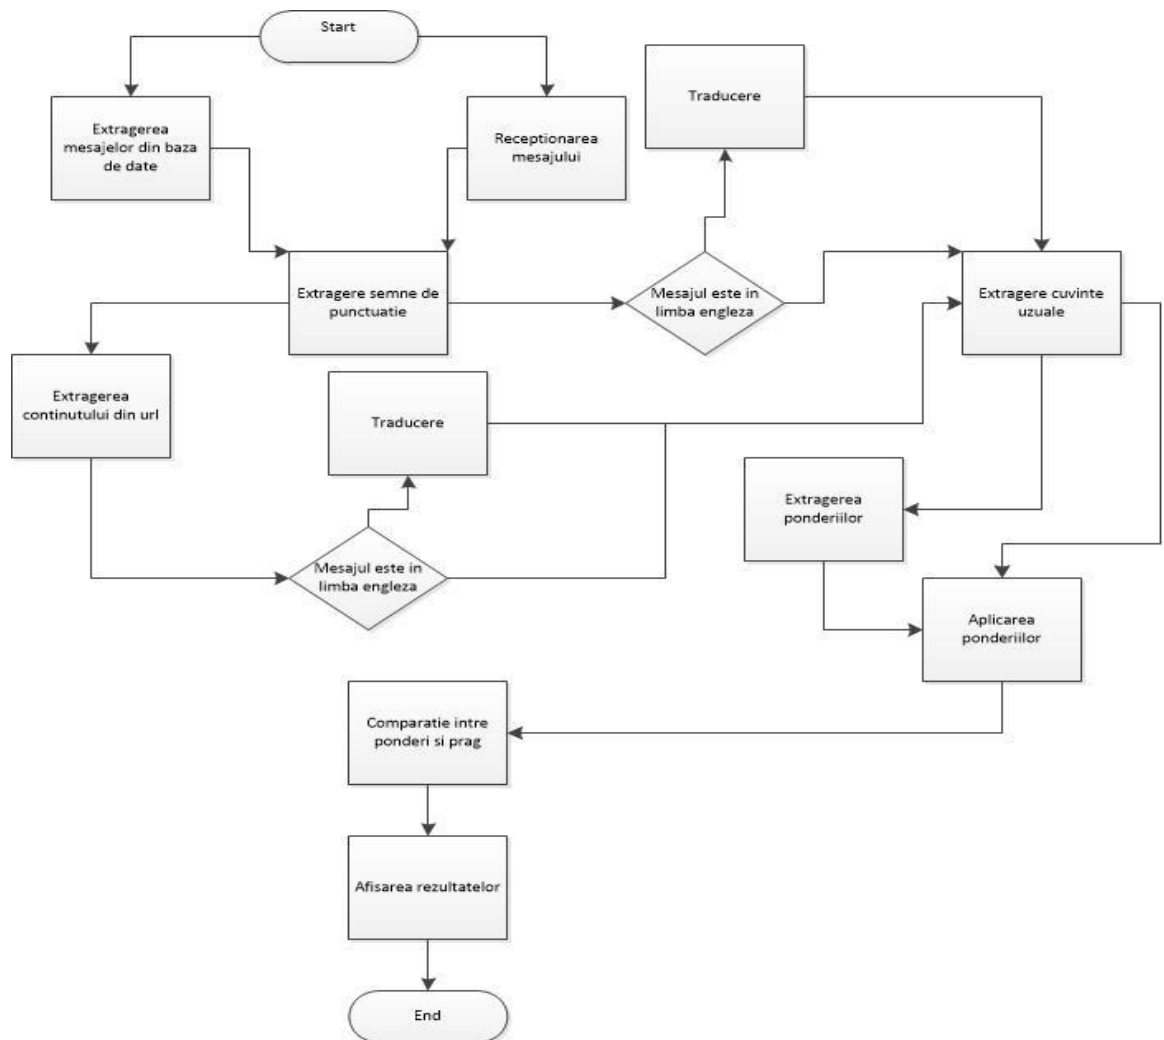 Start
Extragerea
mesajelor din baza
de date
Receptionarea
mesajului
Traducere
Extragere semne de
punctuatie
Mesajul este in
limba engleza
Extragere cuvinte
uzuale
Extragerea
continutului din url
Traducere
Mesajul este in
limba engleza
Extragerea
ponderiilor
Aplicarea
ponderiilor
Comparatie intre
ponderi si prag
Afisarea rezultatelor
End